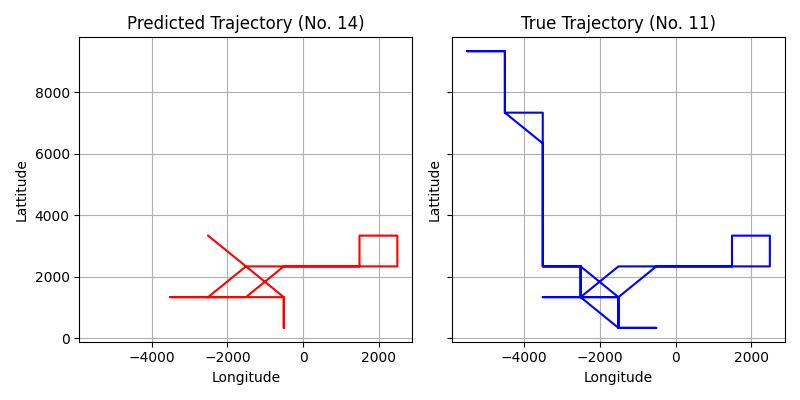 Predicted Trajectory (No. 14)
True Trajectory (No. 11)
Lattitude
8000
6000
4000
2000
0
−4000
−2000
0
2000
Longitude
Lattitude
−4000
−2000
0
2000
Longitude